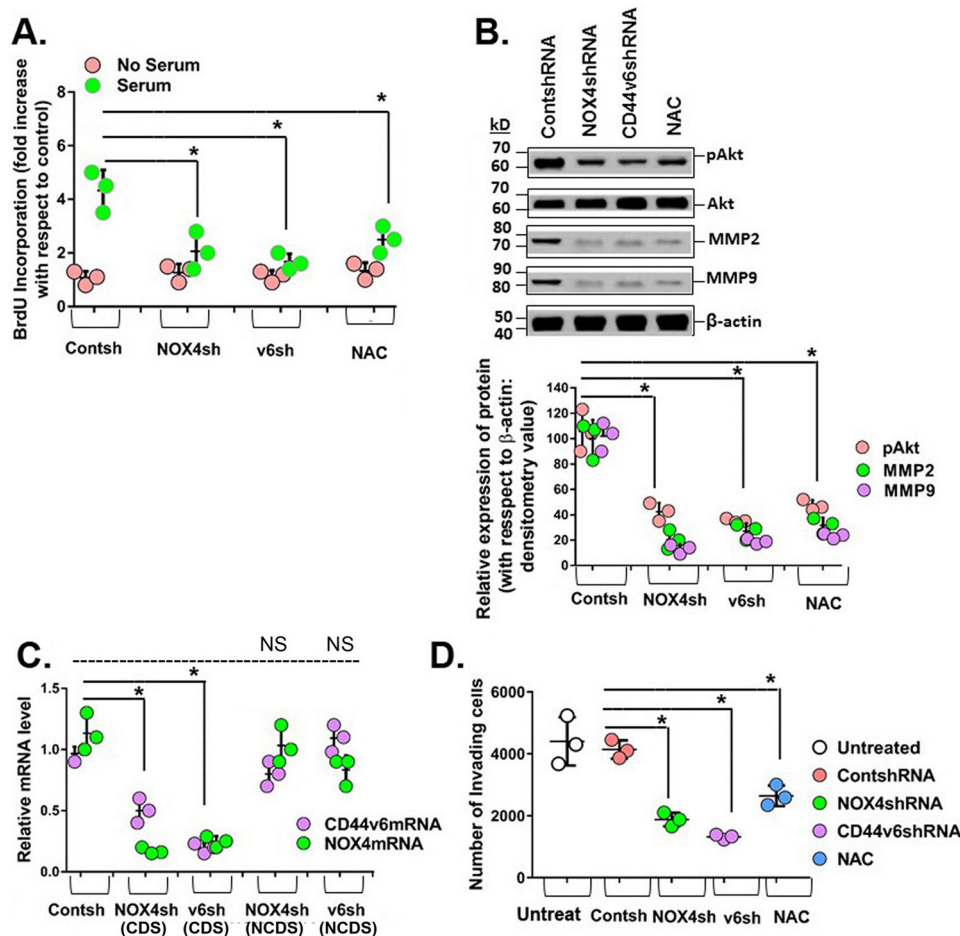 A.
No Serum
Serum
BrdU Incorporation (fold increase
with respect to control)
8
6
4
2
0
*
*
*
Contsh
NOX4sh
v6sh
NAC
B.
ContshRNA
NOX4shRNA
CD44v6shRNA
NAC
kD
70
60
pAkt
70
60
Akt
80
70
MMP2
90
80
MMP9
50
40
β-actin
Relative expression of protein
(with resspect to β-actin:
densitometry value)
140
120
100
80
60
40
20
0
*
*
*
pAkt
MMP2
MMP9
Contsh
NOX4sh
v6sh
NAC
C.
NS
NS
Relative mRNA level
1.5
1.0
0.5
0.0
*
*
CD44v6mRNA
NOX4mRNA
Contsh
NOX4sh
(CDS)
v6sh
(CDS)
NOX4sh
(NCDS)
v6sh
(NCDS)
D.
Number of Invading cells
6000
4000
2000
0
*
*
*
Untreated
ContshRNA
NOX4shRNA
CD44v6shRNA
NAC
Untreat
Contsh
NOX4sh
v6sh
NAC